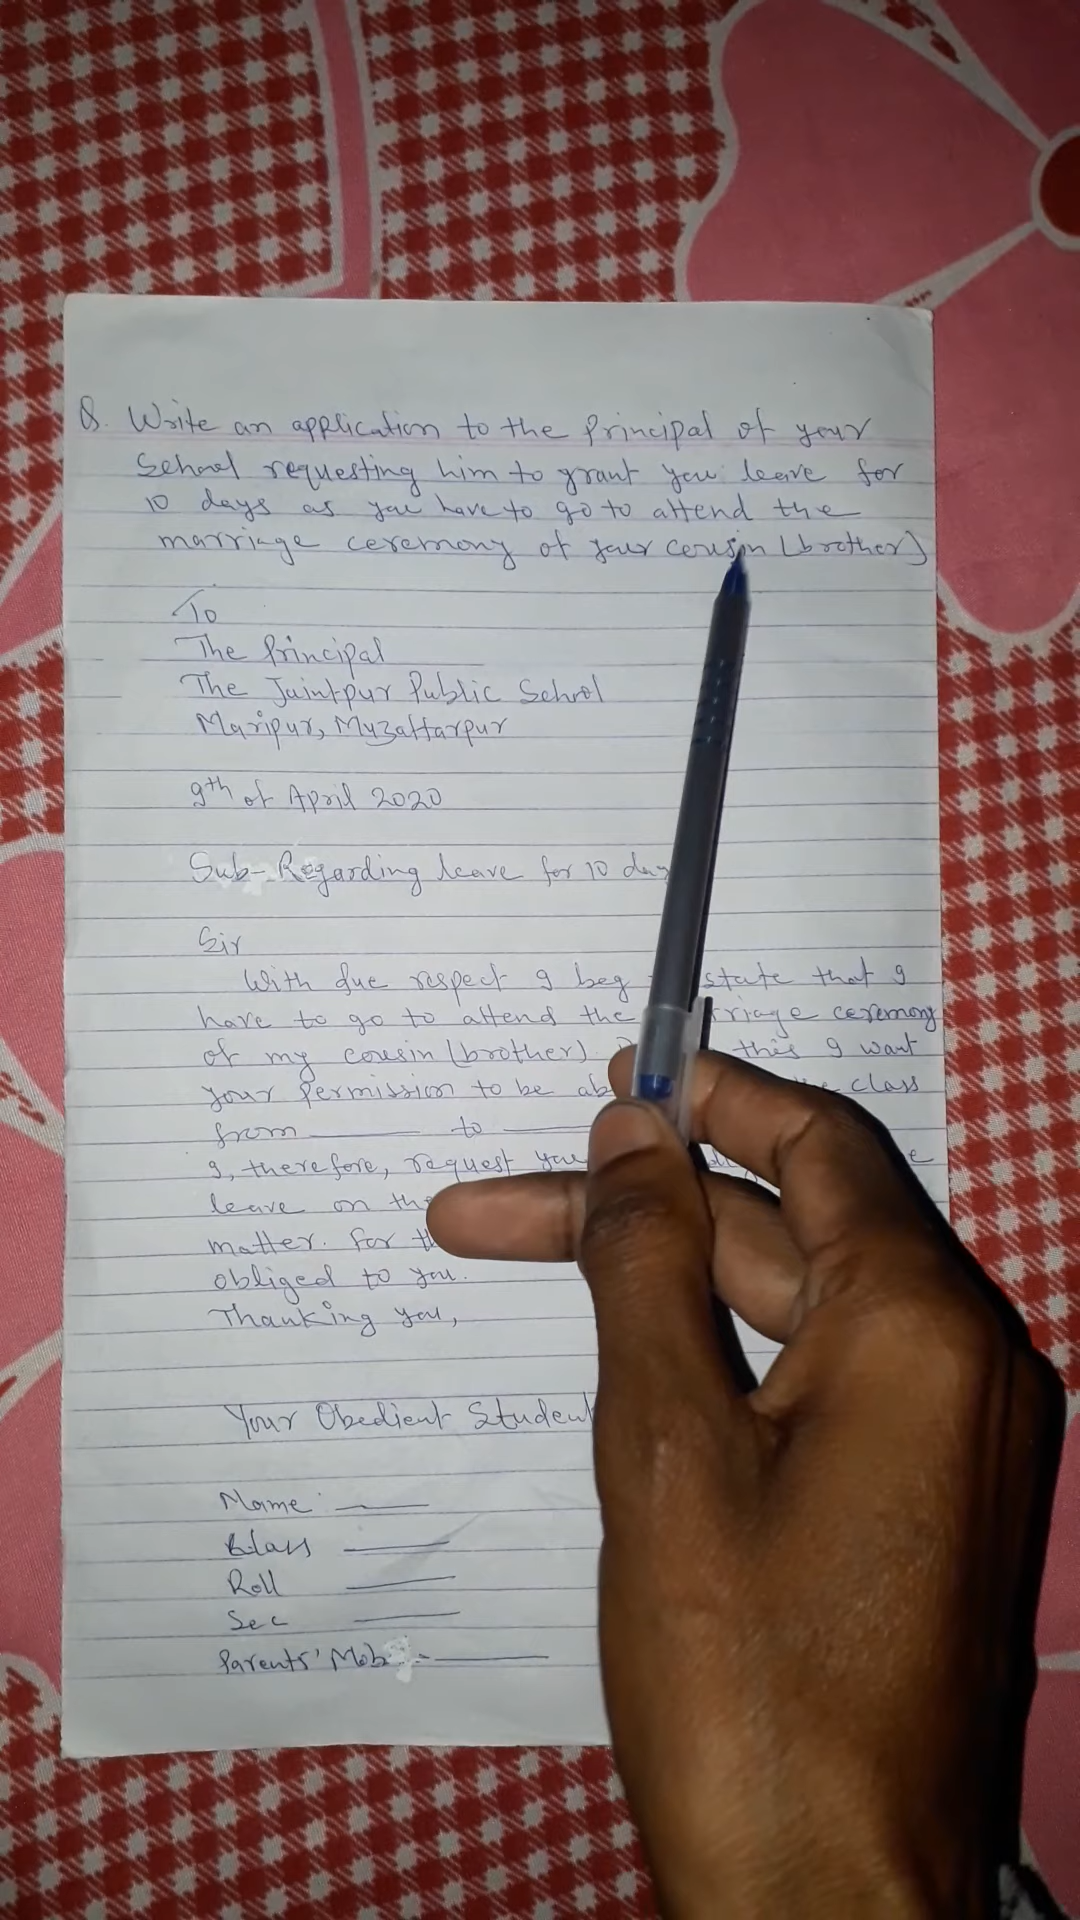 Q. Write an application to the Principal of your
School requesting him to grant you leave for
10 days as you have to go to attend the
marriage ceremony of your cousin (brother)
To
The Principal
The Jaintpur Public School
Maripur, Muzaffarpur
9th of April 2020
Sub- Regarding leave for 10 day
Sir
With due respect I beg state that I
have to go to attend the ceremony
of my cousin (brother). this I want
your permission to be class
from ——— to ———
I, therefore, request you
leave on
matter. For
obliged to you.
Thanking you,
Your Obedient Student
Name ———
Class ———
Roll ———
Sec ———
Parents' Mob - ———